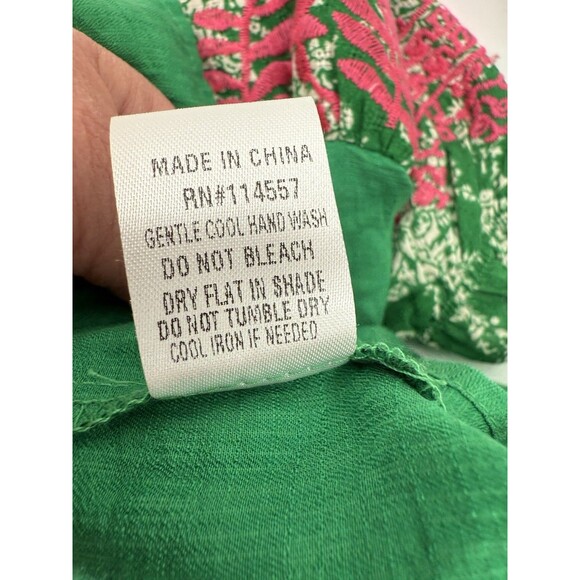 MADE IN CHINA
RN#114557
GENTLE COOL HAND WASH
DO NOT BLEACH
DRY FLAT IN SHADE
DO NOT TUMBLE DRY
COOL IRON IF NEEDED